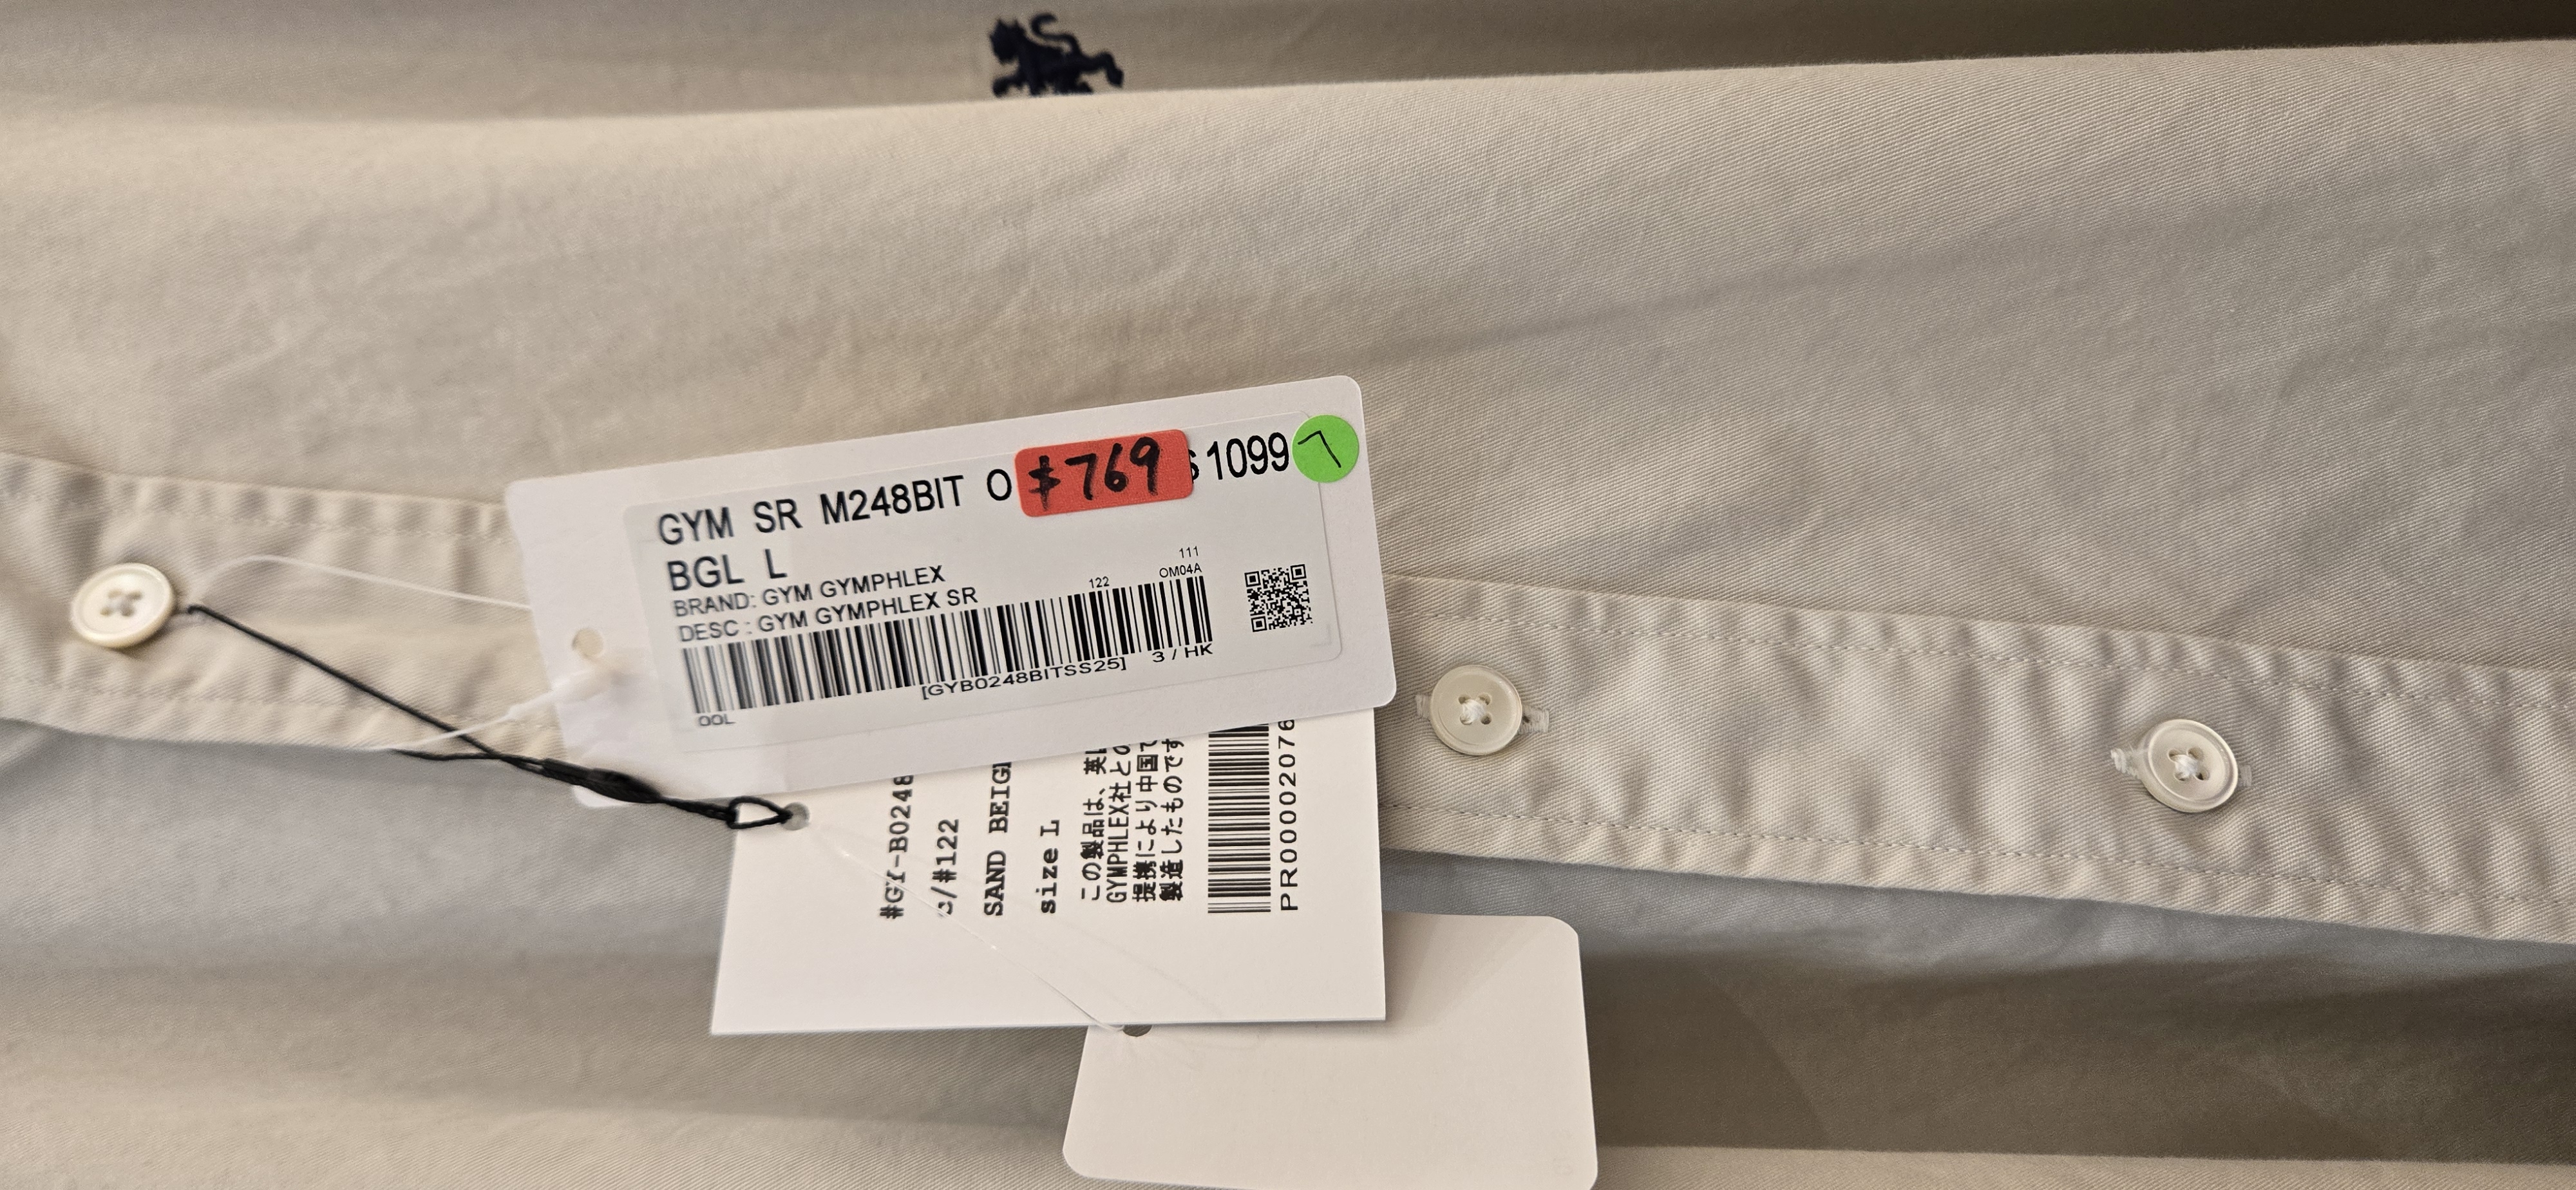 GYM SR M248BIT O $769 $1099 7
BGL L
BRAND: GYM GYMPHLEX
DESC : GYM GYMPHLEX SR
122
111
OM04A
[GYB0248BITSS25] 3 / HK
OOL
#GY-B0248
c/#122
SAND BEIG
size L
この製品は、英
GYMPHLEX社との
提携により中国で
製造したものです
PR00002076